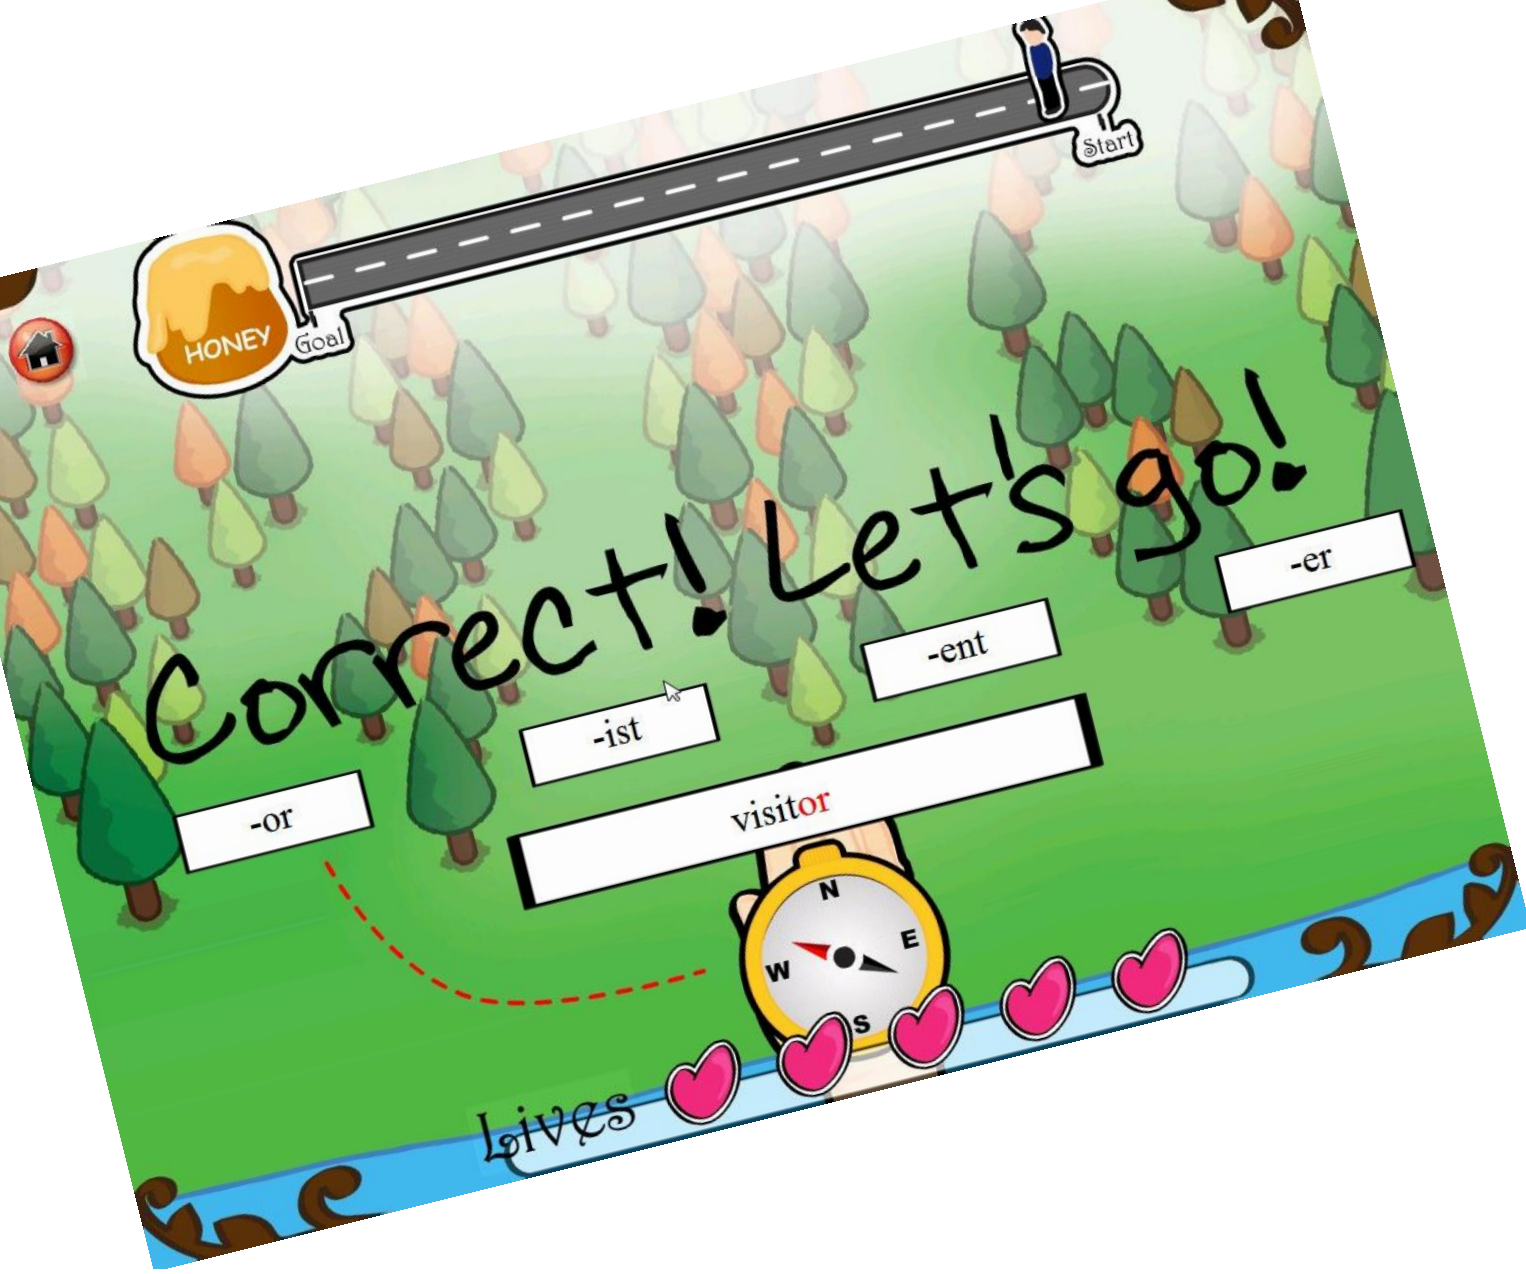 Start
HONEY
Goal
Correct! Let's go!
-or
-ist
-ent
-er
visitor
N
W
E
S
Lives